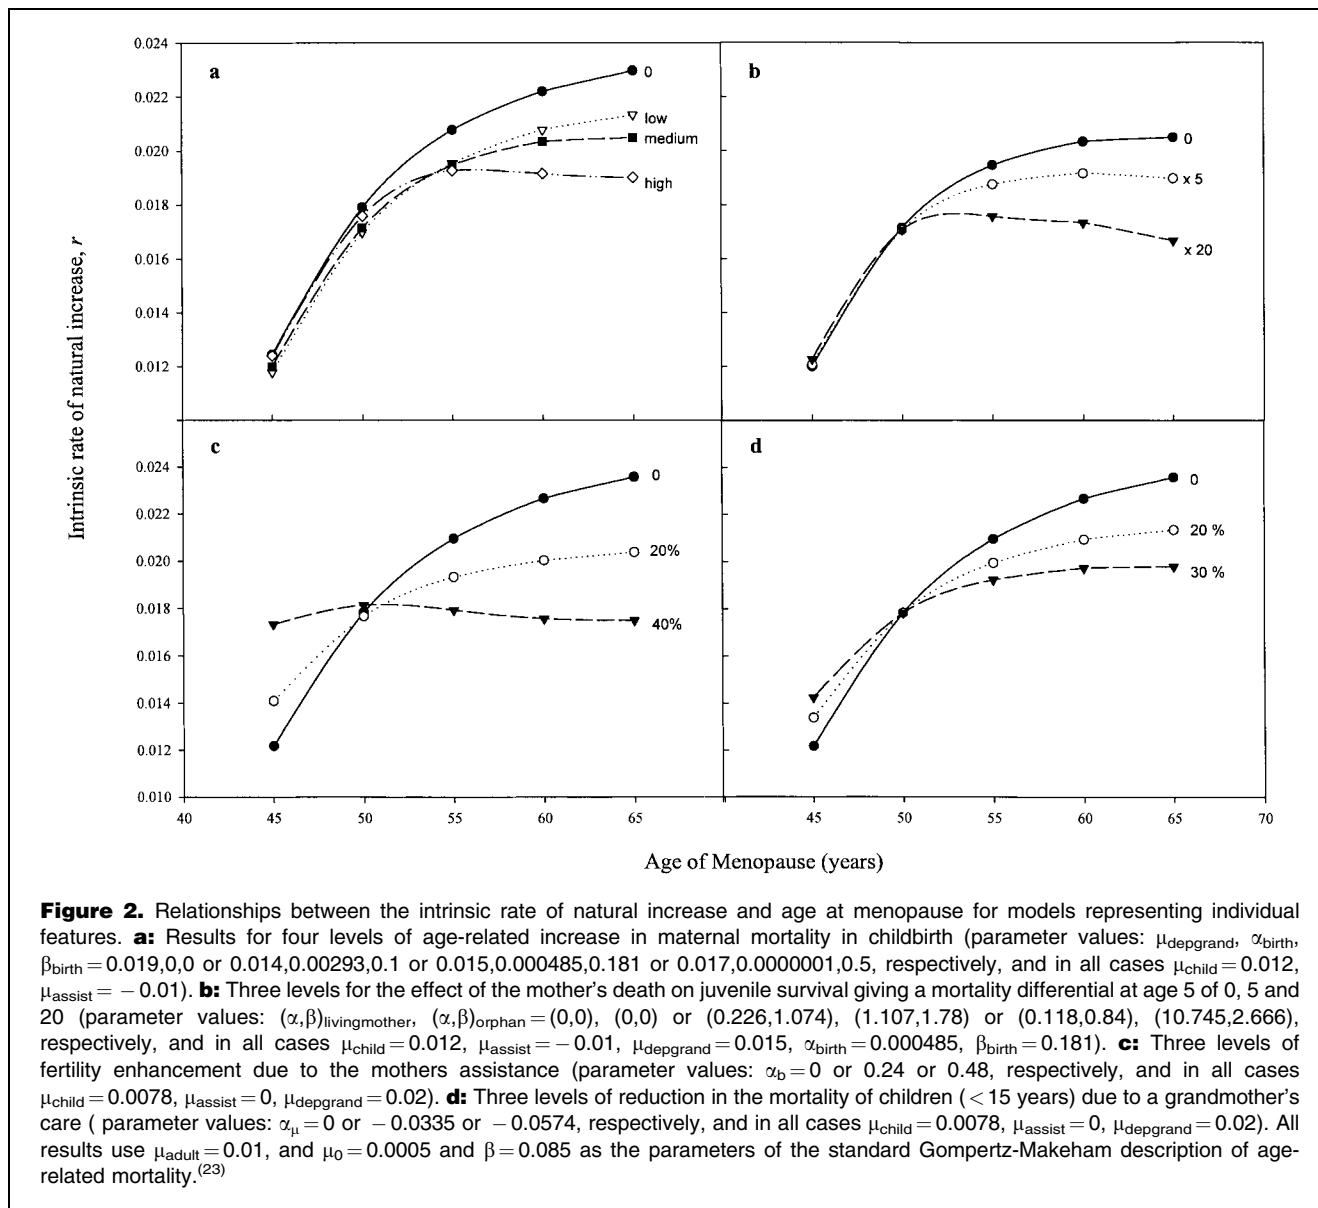 0.024
0.022
0.020
0.018
0.016
0.014
0.012
a
0
low
medium
high
b
0
x 5
x 20
0.024
0.022
0.020
0.018
0.016
0.014
0.012
0.010
c
0
20%
40%
d
0
20 %
30 %
40
45
50
55
60
65
45
50
55
60
65
70
Intrinsic rate of natural increase, r
Age of Menopause (years)
Figure 2. Relationships between the intrinsic rate of natural increase and age at menopause for models representing individual
features. a: Results for four levels of age-related increase in maternal mortality in childbirth (parameter values: μdepgrand, αbirth,
βbirth = 0.019,0,0 or 0.014,0.00293,0.1 or 0.015,0.000485,0.181 or 0.017,0.0000001,0.5, respectively, and in all cases μchild = 0.012,
μassist = − 0.01). b: Three levels for the effect of the mother's death on juvenile survival giving a mortality differential at age 5 of 0, 5 and
20 (parameter values: (α,β)livingmother, (α,β)orphan = (0,0), (0,0) or (0.226,1.074), (1.107,1.78) or (0.118,0.84), (10.745,2.666),
respectively, and in all cases μchild = 0.012, μassist = − 0.01, μdepgrand = 0.015, αbirth = 0.000485, βbirth = 0.181). c: Three levels of
fertility enhancement due to the mothers assistance (parameter values: αb = 0 or 0.24 or 0.48, respectively, and in all cases
μchild = 0.0078, μassist = 0, μdepgrand = 0.02). d: Three levels of reduction in the mortality of children (< 15 years) due to a grandmother's
care ( parameter values: αμ = 0 or − 0.0335 or − 0.0574, respectively, and in all cases μchild = 0.0078, μassist = 0, μdepgrand = 0.02). All
results use μadult = 0.01, and μ0 = 0.0005 and β = 0.085 as the parameters of the standard Gompertz-Makeham description of age-
related mortality.(23)